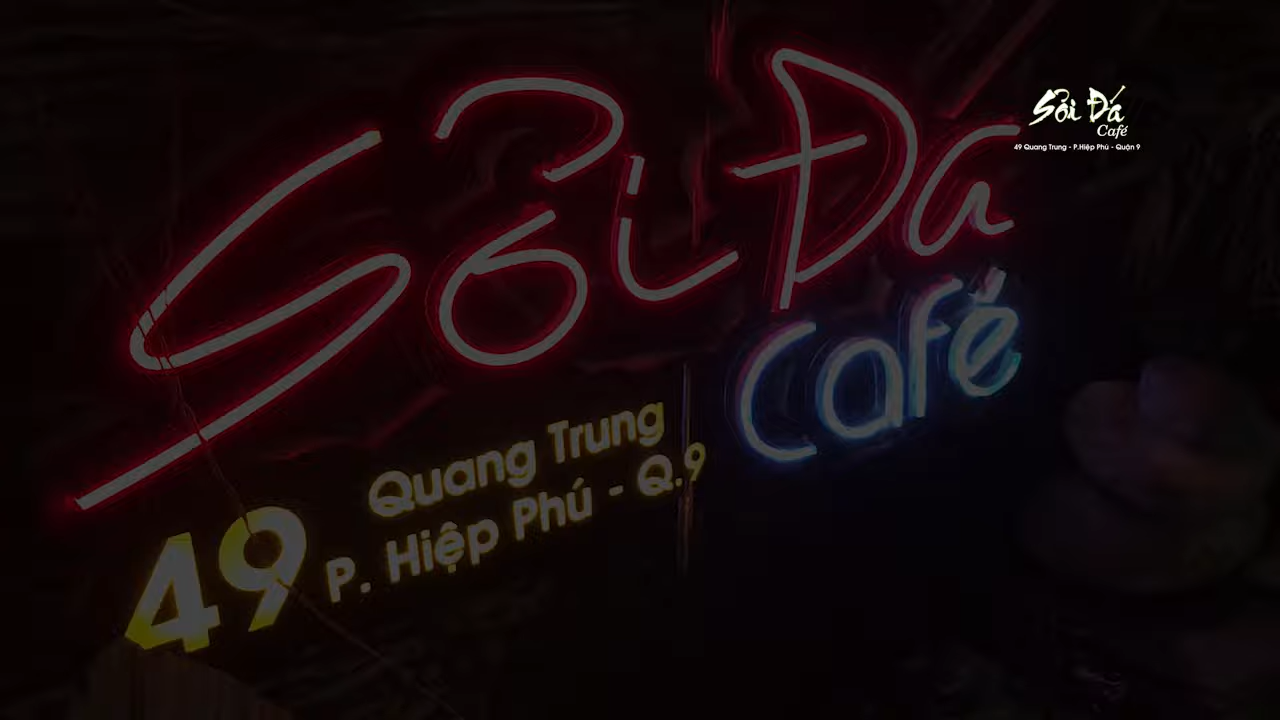 Sỏi Đá
Café
49
Quang Trung
P. Hiệp Phú - Q.9
Sỏi Đá
Café
49 Quang Trung - P.Hiệp Phú - Quận 9